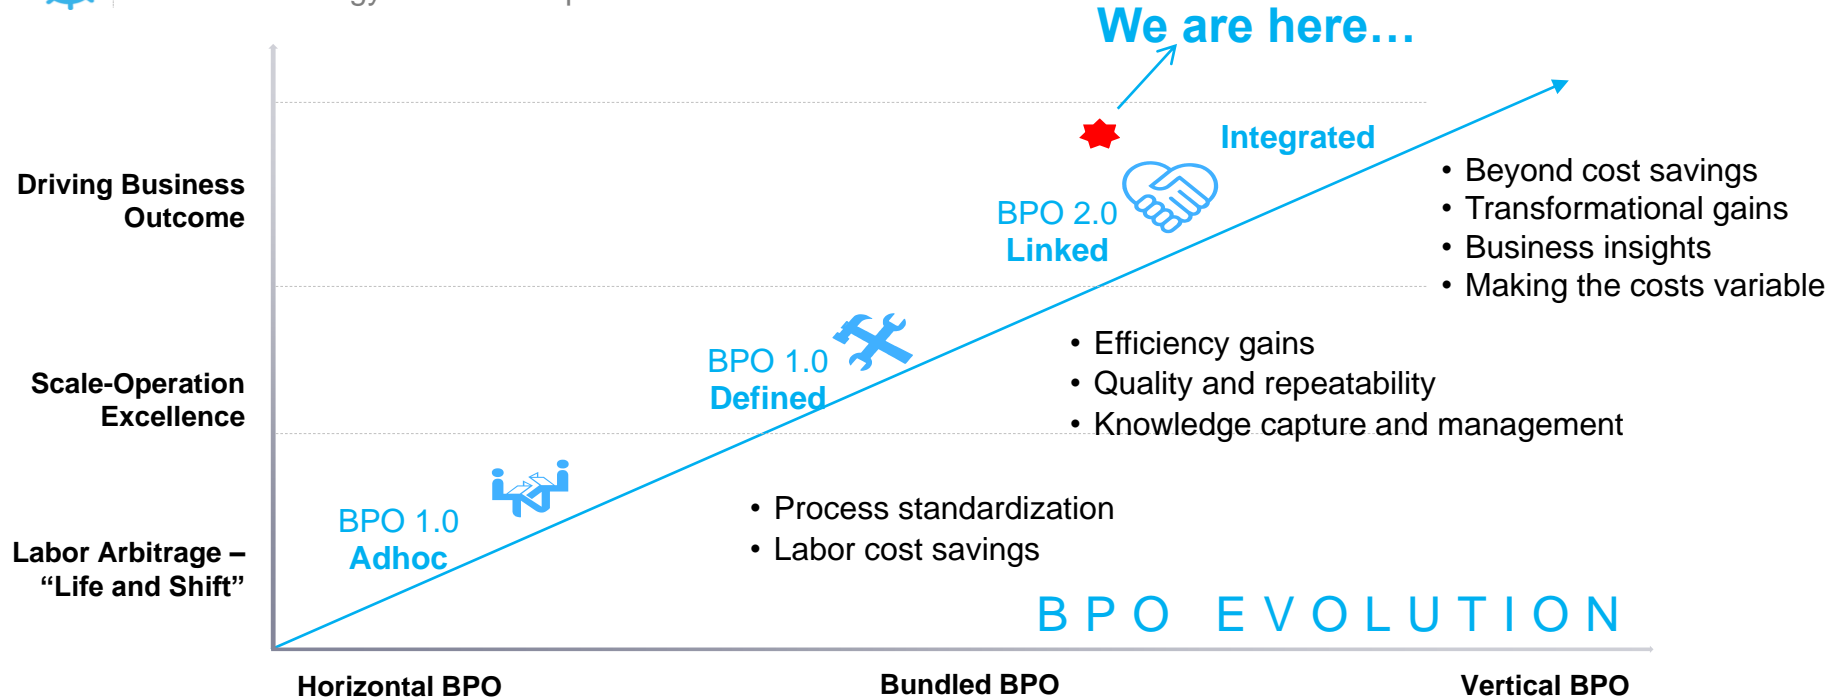 We are here…
Integrated
Driving Business
Outcome
• Beyond cost savings
• Transformational gains
• Business insights
• Making the costs variable
BPO 2.0
Linked
Scale-Operation
Excellence
BPO 1.0
Defined
• Efficiency gains
• Quality and repeatability
• Knowledge capture and management
Labor Arbitrage –
“Life and Shift”
BPO 1.0
Adhoc
• Process standardization
• Labor cost savings
BPO EVOLUTION
Horizontal BPO
Bundled BPO
Vertical BPO